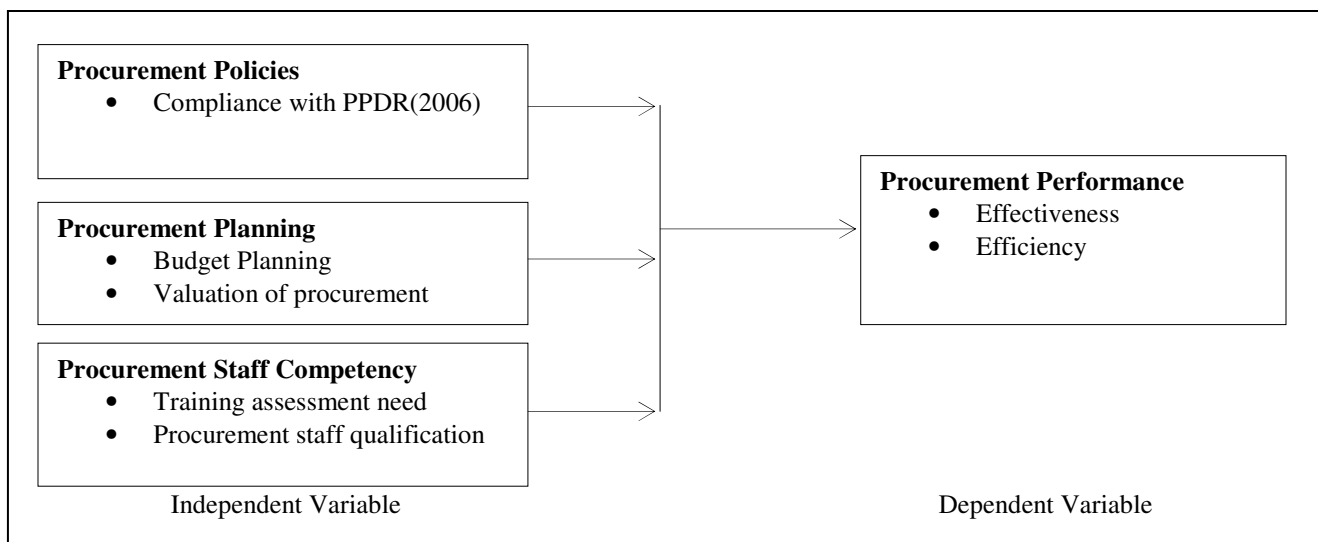 Procurement Policies
• Compliance with PPDR(2006)
Procurement Planning
• Budget Planning
• Valuation of procurement
Procurement Staff Competency
• Training assessment need
• Procurement staff qualification
Independent Variable
Procurement Performance
• Effectiveness
• Efficiency
Dependent Variable